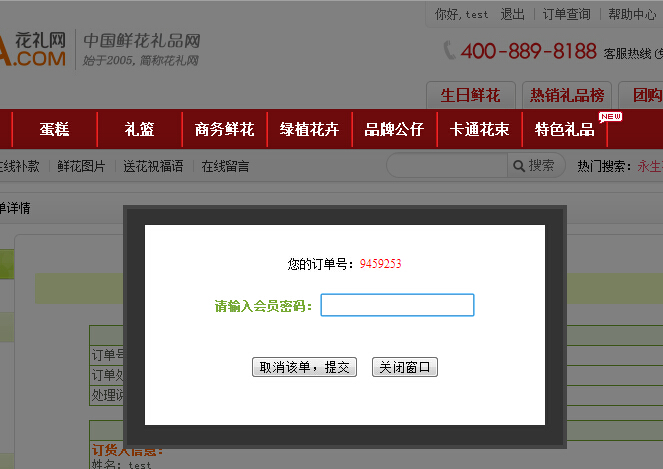 你好, test 退出 订单查询 帮助中心
花礼网 中国鲜花礼品网
.COM 始于2005, 简称花礼网
400-889-8188 客服热线
生日鲜花 热销礼品榜 团购
蛋糕 礼篮 商务鲜花 绿植花卉 品牌公仔 卡通花束 特色礼品 NEW
在线补款 鲜花图片 送花祝福语 在线留言 搜索 热门搜索: 永生
单详情
您的订单号: 9459253
请输入会员密码:
取消该单，提交 关闭窗口
订单号
订单处
处理说
订货人信息:
姓名: test